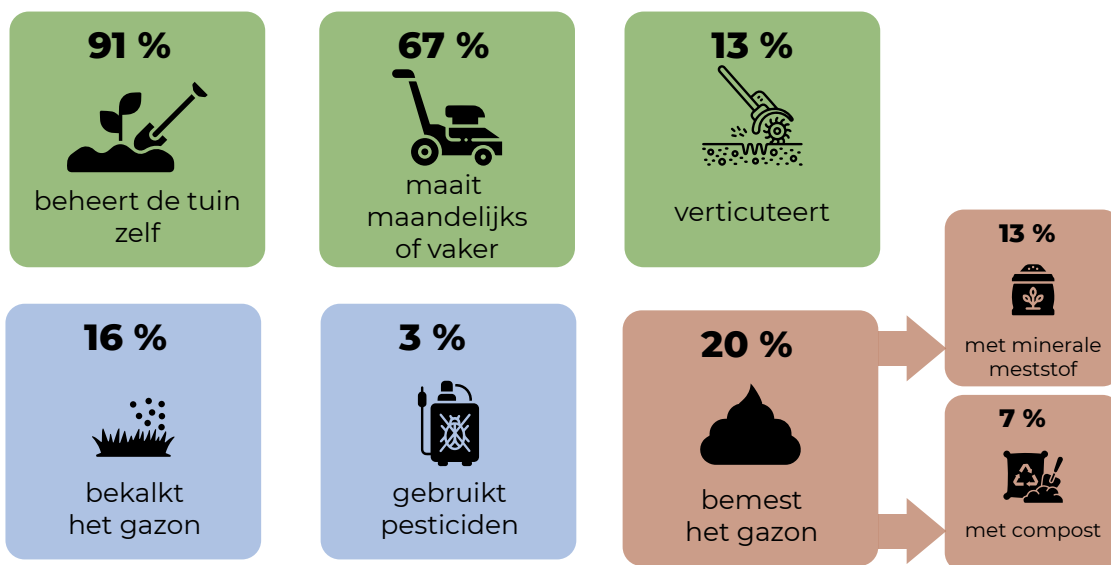 91 %
beheert de tuin
zelf
67 %
maait
maandelijks
of vaker
13 %
verticuteert
16 %
bekalkt
het gazon
3 %
gebruikt
pesticiden
20 %
bemest
het gazon
13 %
met minerale
meststof
7 %
met compost